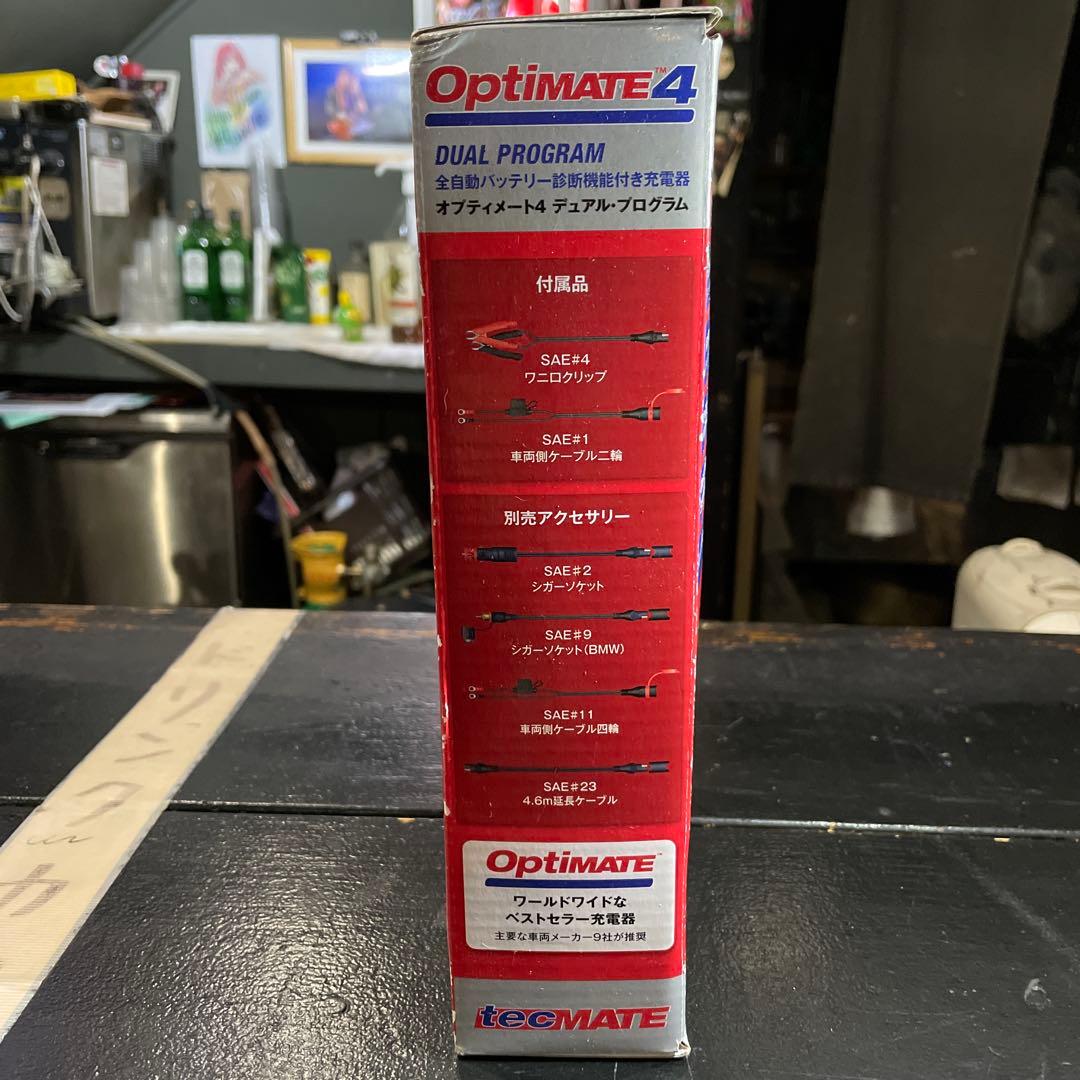 OptiMATE™4
DUAL PROGRAM
全自動バッテリー診断機能付き充電器
オプティメート4 デュアル・プログラム
付属品
SAE#4
ワニ口クリップ
SAE#1
車両側ケーブル二輪
別売アクセサリー
SAE#2
シガーソケット
SAE#9
シガーソケット(BMW)
SAE#11
車両側ケーブル四輪
SAE#23
4.6m延長ケーブル
OptiMATE™
ワールドワイドな
ベストセラー充電器
主要な車両メーカー9社が推奨
tecMATE